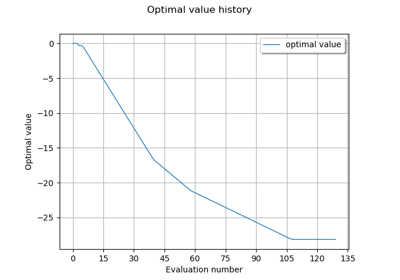 Optimal value history
optimal value
0
−5
−10
−15
−20
−25
Optimal value
0 15 30 45 60 75 90 105 120 135
Evaluation number